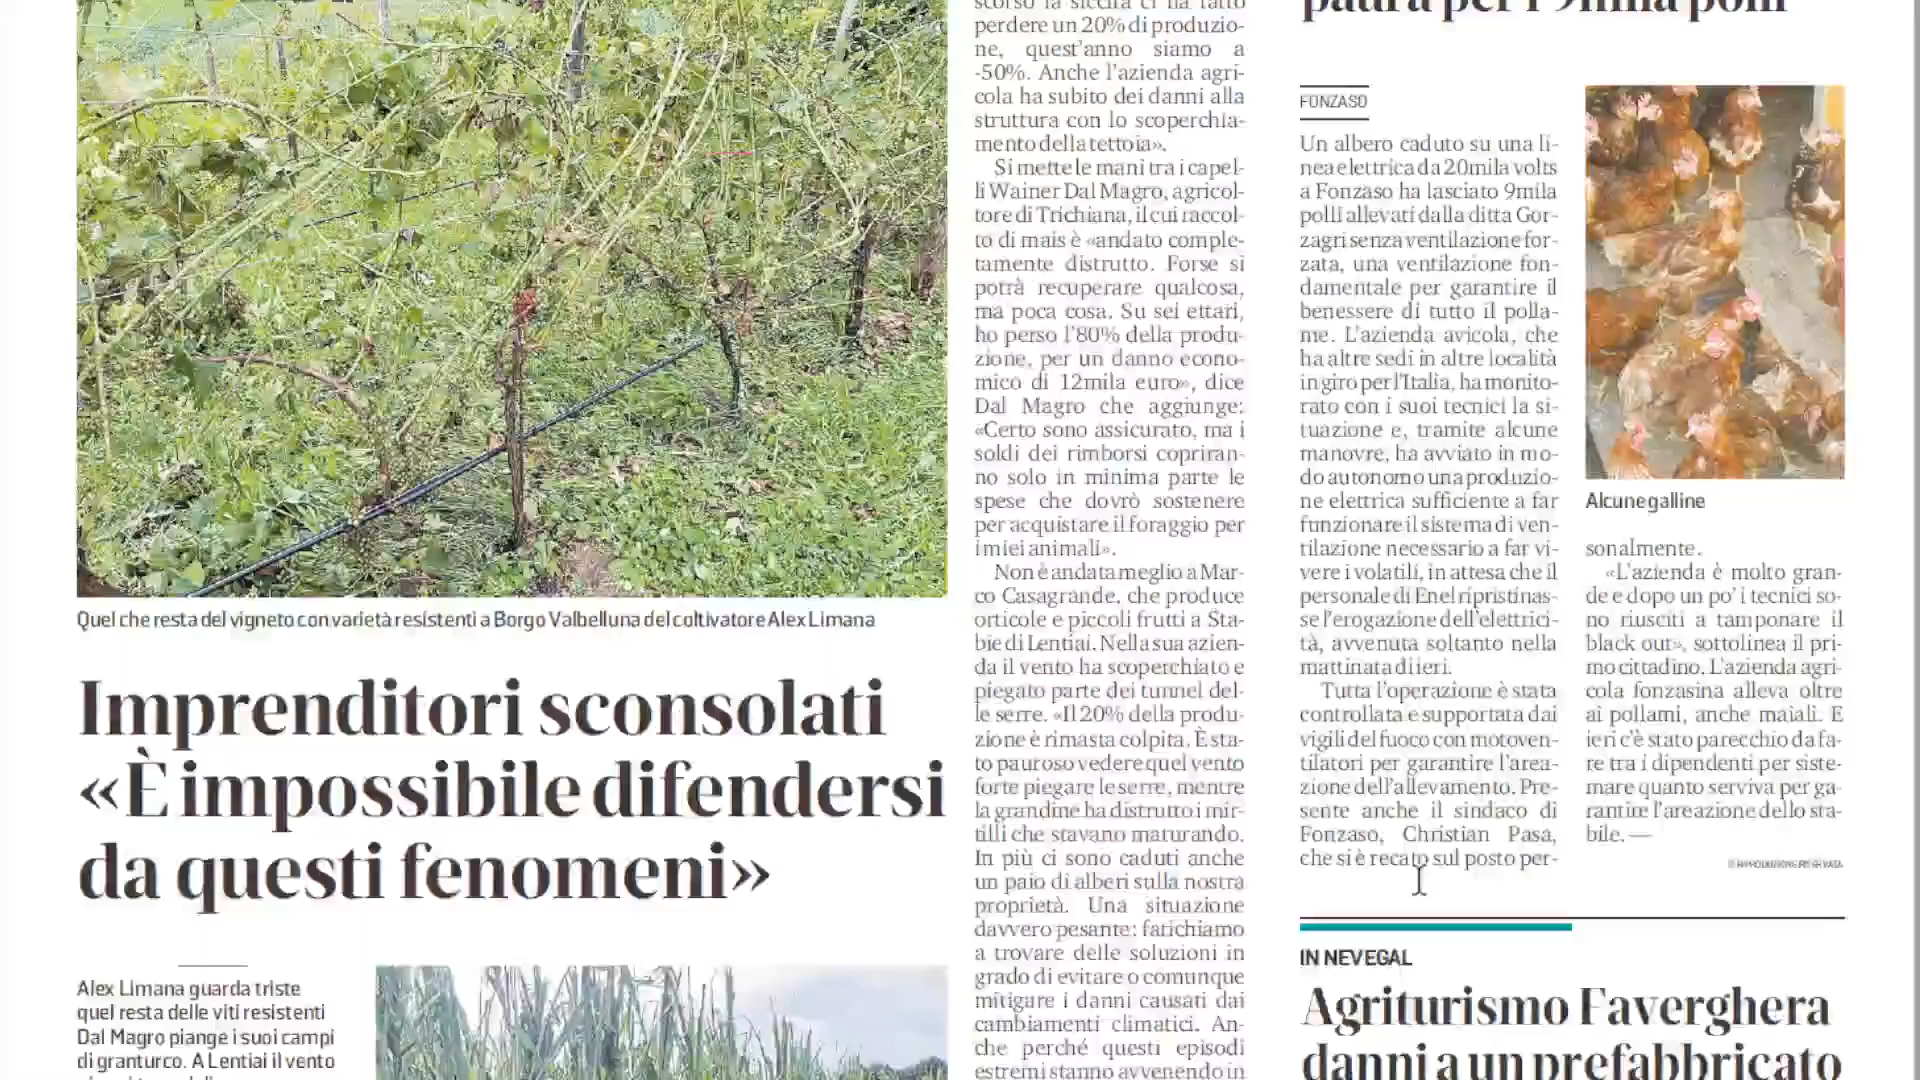 Quel che resta del vigneto con varietà resistenti a Borgo Valbelluna del coltivatore Alex Limana
Imprenditori sconsolati
«È impossibile difendersi
da questi fenomeni»
Alex Limana guarda triste
quel resta delle viti resistenti
Dal Magro piange i suoi campi
di granturco. A Lentiai il vento
scorso la siccità ci ha fatto
perdere un 20% di produzio-
ne, quest'anno siamo a
-50%. Anche l'azienda agri-
cola ha subito dei danni alla
struttura con lo scoperchia-
mento della tettoia».
Si mette le mani tra i capel-
li Wainer Dal Magro, agricol-
tore di Trichiana, il cui raccol-
to di mais è «andato comple-
tamente distrutto. Forse si
potrà recuperare qualcosa,
ma poca cosa. Su sei ettari,
ho perso l'80% della produ-
zione, per un danno econo-
mico di 12mila euro», dice
Dal Magro che aggiunge:
«Certo sono assicurato, ma i
soldi dei rimborsi copriran-
no solo in minima parte le
spese che dovrò sostenere
per acquistare il foraggio per
i miei animali».
Non è andata meglio a Mar-
co Casagrande, che produce
orticole e piccoli frutti a Sta-
bie di Lentiai. Nella sua azien-
da il vento ha scoperchiato e
piegato parte dei tunnel del-
le serre. «Il 20% della produ-
zione è rimasta colpita. È sta-
to pauroso vedere quel vento
forte piegare le serre, mentre
la grandine ha distrutto i mir-
tilli che stavano maturando.
In più ci sono caduti anche
un paio di alberi sulla nostra
proprietà. Una situazione
davvero pesante: fatichiamo
a trovare delle soluzioni in
grado di evitare o comunque
mitigare i danni causati dai
cambiamenti climatici. An-
che perché questi episodi
estremi stanno avvenendo in
paura per i 9mila polli
FONZASO
Un albero caduto su una li-
nea elettrica da 20mila volts
a Fonzaso ha lasciato 9mila
polli allevati dalla ditta Gor-
zagri senza ventilazione for-
zata, una ventilazione fon-
damentale per garantire il
benessere di tutto il polla-
me. L'azienda avicola, che
ha altre sedi in altre località
in giro per l'Italia, ha monito-
rato con i suoi tecnici la si-
tuazione e, tramite alcune
manovre, ha avviato in mo-
do autonomo una produzio-
ne elettrica sufficiente a far
funzionare il sistema di ven-
tilazione necessario a far vi-
vere i volatili, in attesa che il
personale di Enel ripristinas-
se l'erogazione dell'elettrici-
tà, avvenuta soltanto nella
mattinata di ieri.
Tutta l'operazione è stata
controllata e supportata dai
vigili del fuoco con motoven-
tilatori per garantire l'area-
zione dell'allevamento. Pre-
sente anche il sindaco di
Fonzaso, Christian Pasa,
che si è recato sul posto per-
Alcune galline
sonalmente.
«L'azienda è molto gran-
de e dopo un po' i tecnici so-
no riusciti a tamponare il
black out», sottolinea il pri-
mo cittadino. L'azienda agri-
cola fonzasina alleva oltre
ai pollami, anche maiali. E
ieri c'è stato parecchio da fa-
re tra i dipendenti per siste-
mare quanto serviva per ga-
rantire l'areazione dello sta-
bile. —
© RIPRODUZIONE RISERVATA
IN NEVEGAL
Agriturismo Faverghera
danni a un prefabbricato